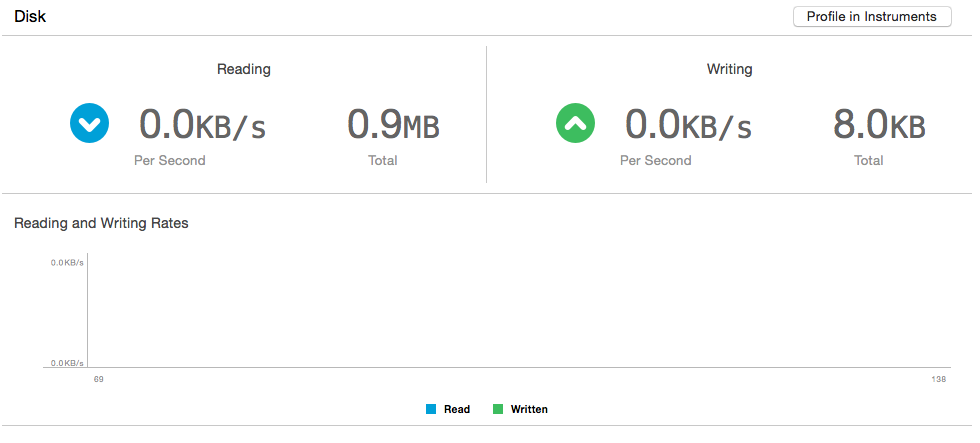 Disk
Profile in Instruments
Reading
Writing
0.0KB/s
0.9MB
0.0KB/s
8.0KB
Per Second
Total
Per Second
Total
Reading and Writing Rates
0.0KB/s
0.0KB/s
69
138
Read
Written